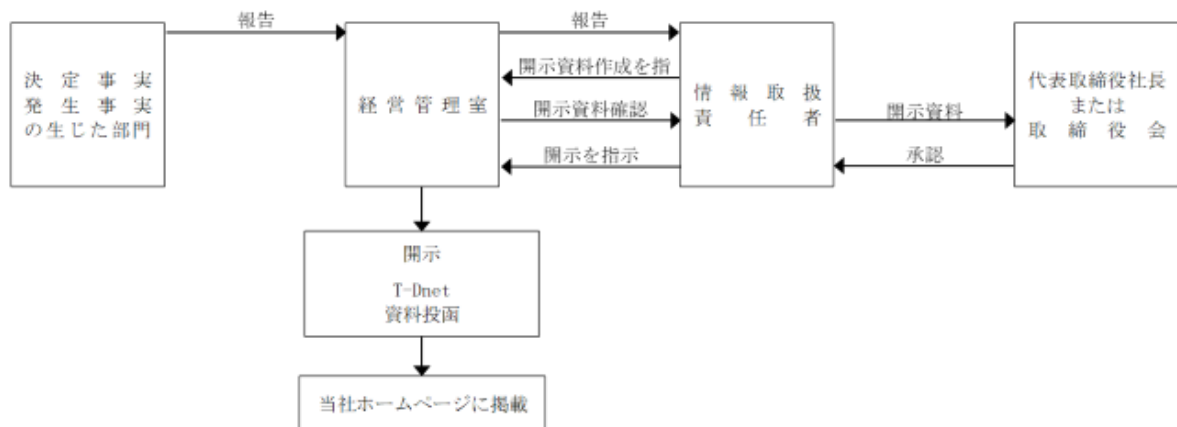 報告
報告
決定事実
発生事実
の生じた部門
経営管理室
開示資料作成を指
開示資料確認
開示を指示
情報取扱
責任者
開示資料
承認
代表取締役社長
または
取締役会
開示
T-Dnet
資料投函
当社ホームページに掲載